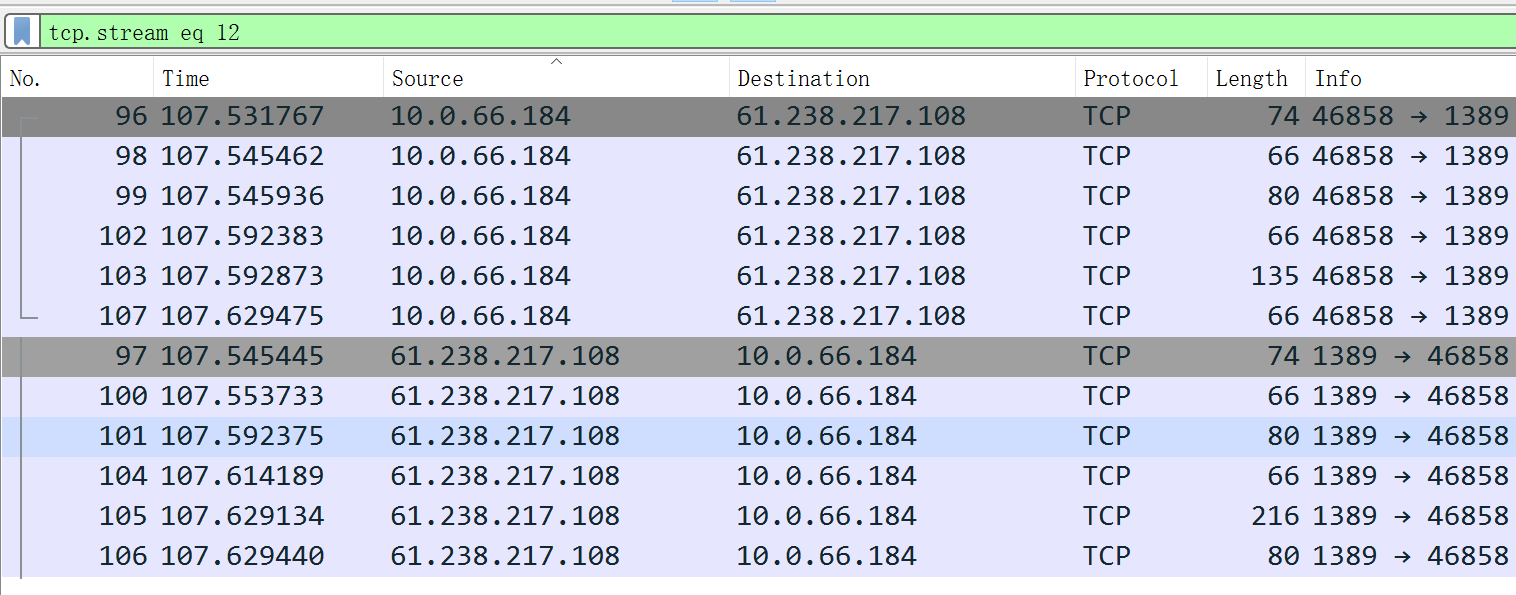 tcp.stream eq 12
No. Time Source Destination Protocol Length Info
96 107.531767 10.0.66.184 61.238.217.108 TCP 74 46858 → 1389
98 107.545462 10.0.66.184 61.238.217.108 TCP 66 46858 → 1389
99 107.545936 10.0.66.184 61.238.217.108 TCP 80 46858 → 1389
102 107.592383 10.0.66.184 61.238.217.108 TCP 66 46858 → 1389
103 107.592873 10.0.66.184 61.238.217.108 TCP 135 46858 → 1389
107 107.629475 10.0.66.184 61.238.217.108 TCP 66 46858 → 1389
97 107.545445 61.238.217.108 10.0.66.184 TCP 74 1389 → 46858
100 107.553733 61.238.217.108 10.0.66.184 TCP 66 1389 → 46858
101 107.592375 61.238.217.108 10.0.66.184 TCP 80 1389 → 46858
104 107.614189 61.238.217.108 10.0.66.184 TCP 66 1389 → 46858
105 107.629134 61.238.217.108 10.0.66.184 TCP 216 1389 → 46858
106 107.629440 61.238.217.108 10.0.66.184 TCP 80 1389 → 46858